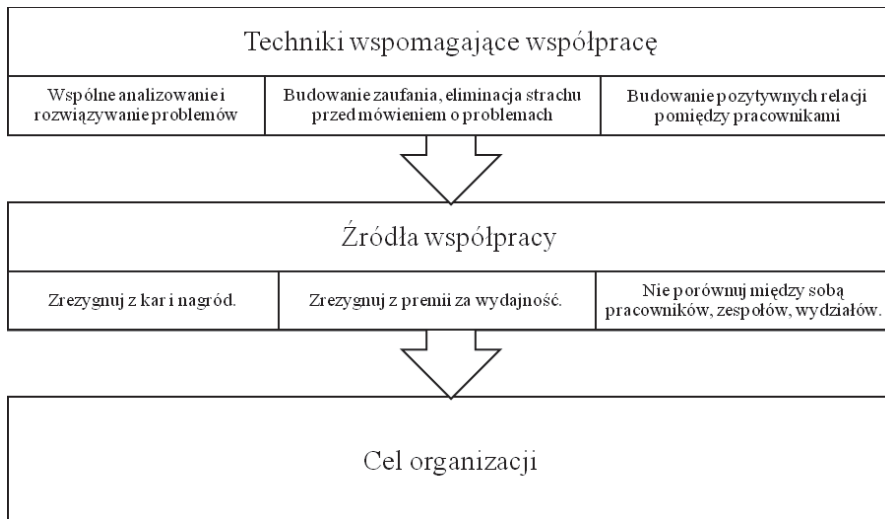 Techniki wspomagające współpracę
Wspólne analizowanie i
rozwiązywanie problemów
Budowanie zaufania, eliminacja strachu
przed mówieniem o problemach
Budowanie pozytywnych relacji
pomiędzy pracownikami
Źródła współpracy
Zrezygnuj z kar i nagród.
Zrezygnuj z premii za wydajność.
Nie porównuj między sobą
pracowników, zespołów, wydziałów.
Cel organizacji